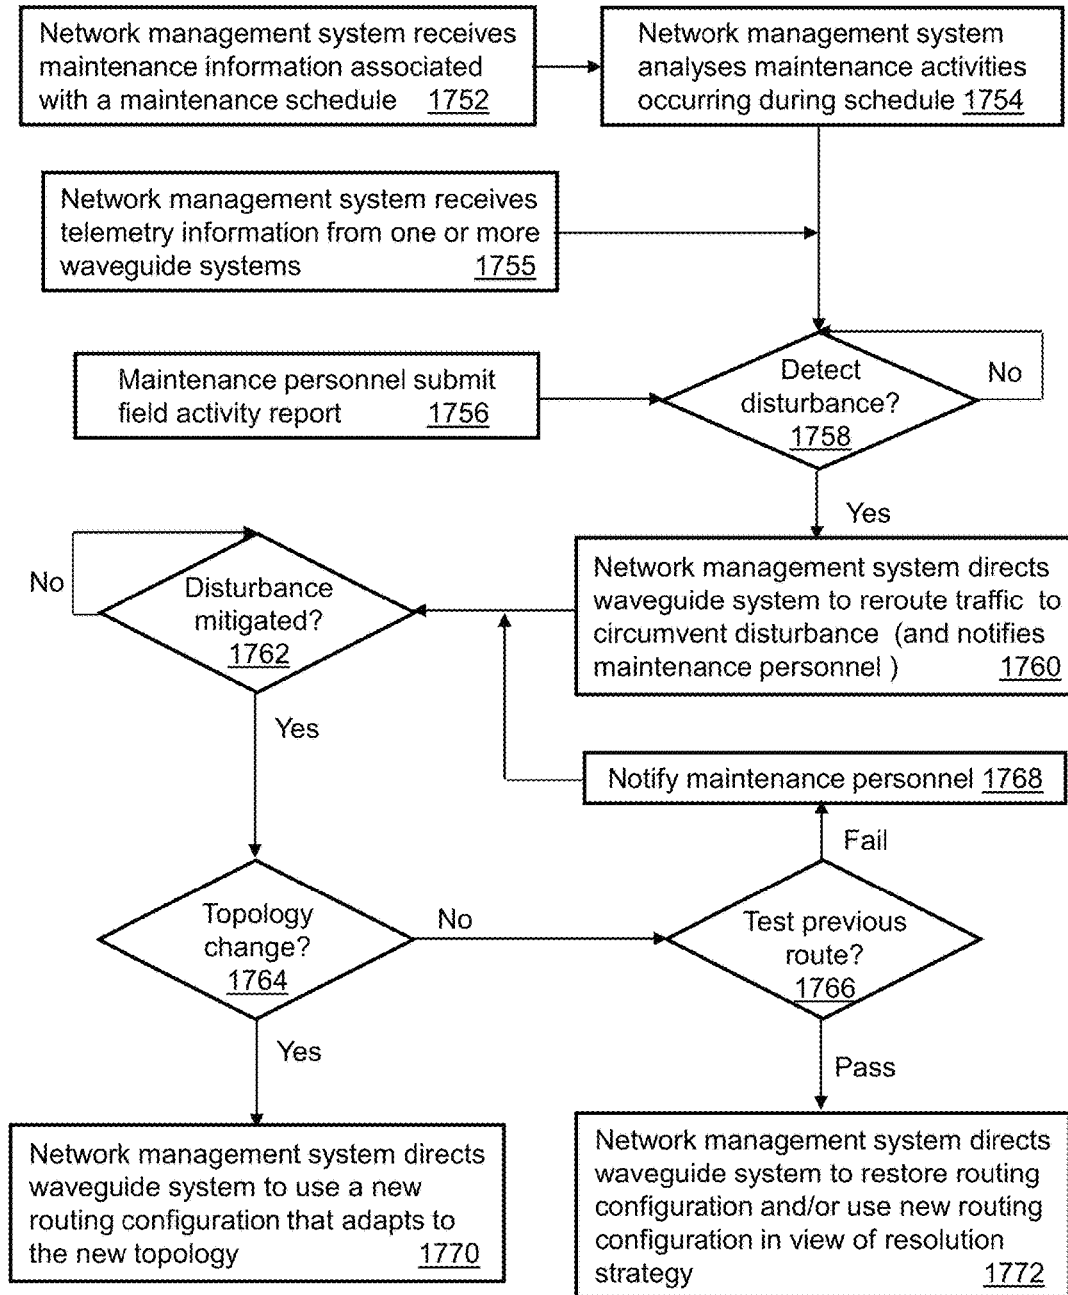 Network management system receives
maintenance information associated
with a maintenance schedule 1752
Network management system
analyses maintenance activities
occurring during schedule 1754
Network management system receives
telemetry information from one or more
waveguide systems 1755
Maintenance personnel submit
field activity report 1756
Detect
disturbance?
1758
No
Yes
Network management system directs
waveguide system to reroute traffic to
circumvent disturbance (and notifies
maintenance personnel ) 1760
Disturbance
mitigated?
1762
No
Yes
Notify maintenance personnel 1768
Fail
Topology
change?
1764
No
Test previous
route?
1766
Yes
Pass
Network management system directs
waveguide system to use a new
routing configuration that adapts to
the new topology 1770
Network management system directs
waveguide system to restore routing
configuration and/or use new routing
configuration in view of resolution
strategy 1772